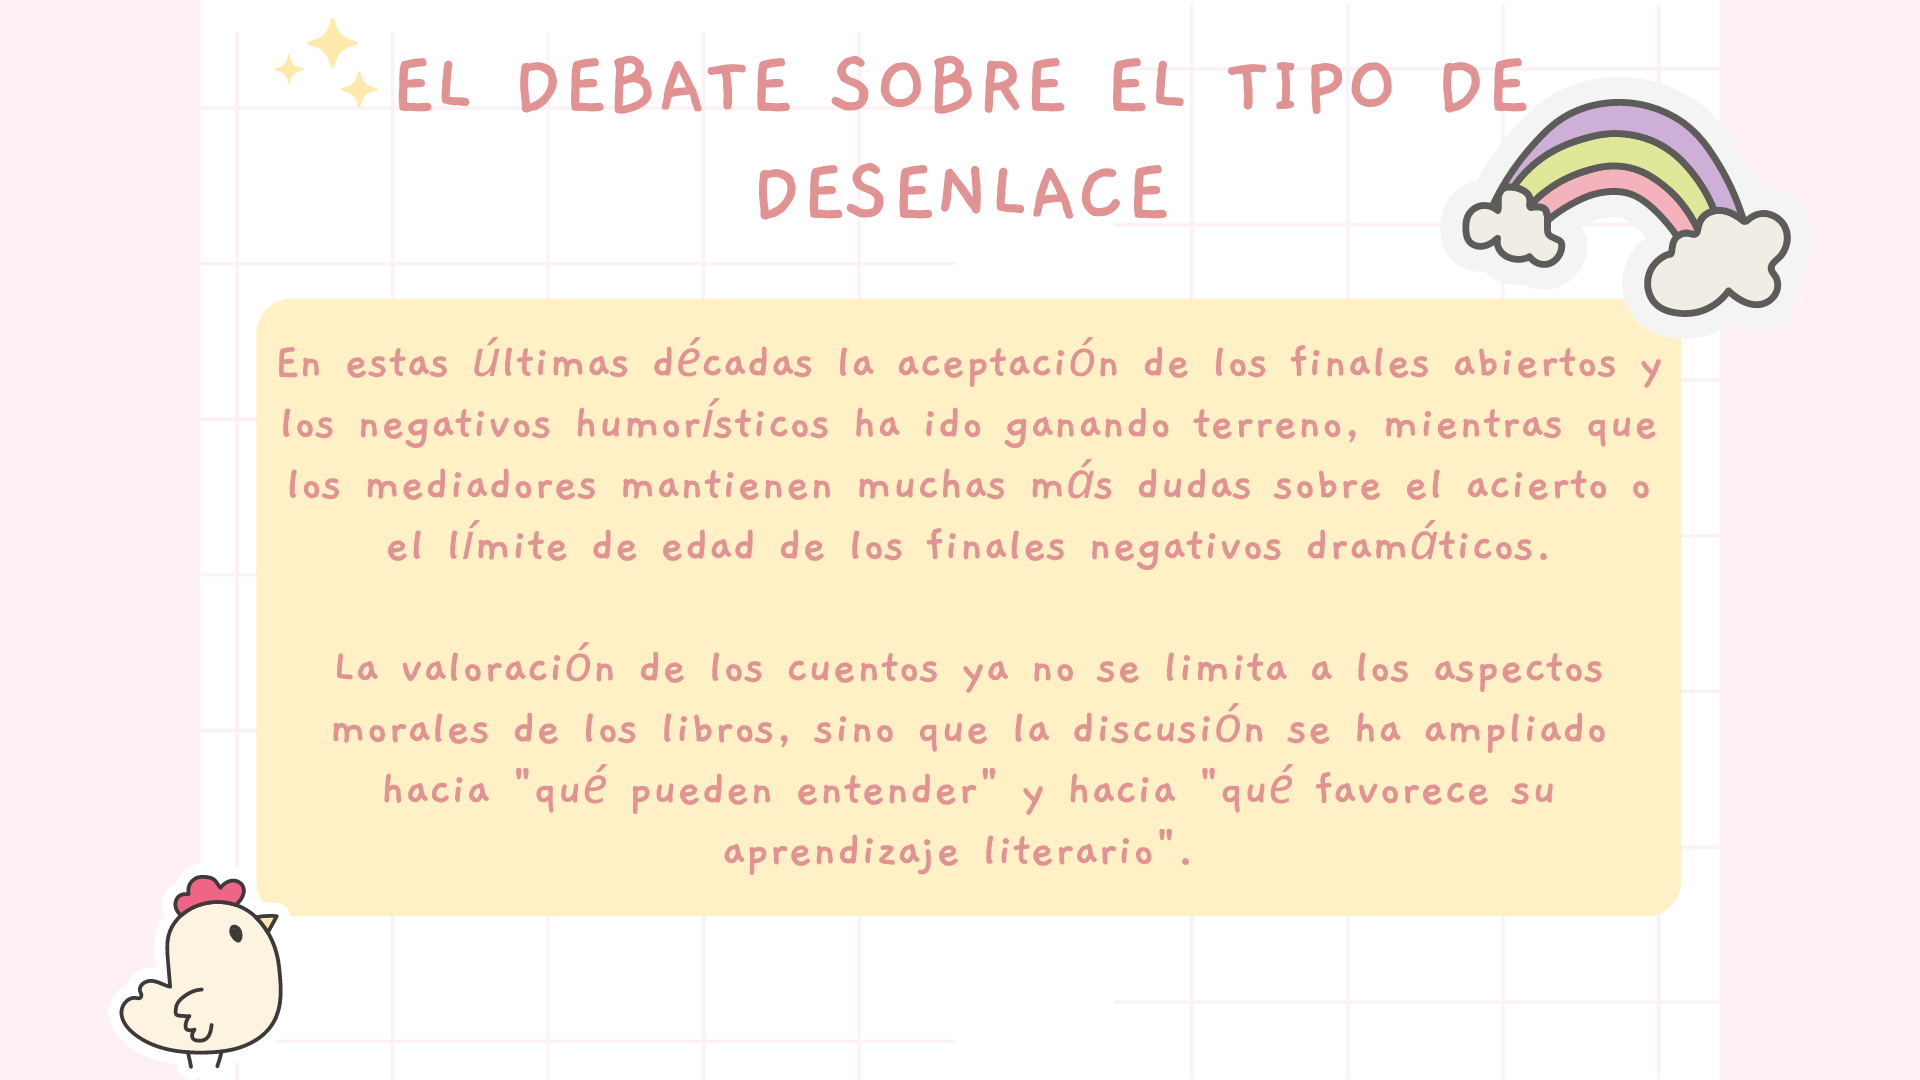 EL DEBATE SOBRE EL TIPO DE
DESENLACE
En estas últimas décadas la aceptación de los finales abiertos y
los negativos humorísticos ha ido ganando terreno, mientras que
los mediadores mantienen muchas más dudas sobre el acierto o
el límite de edad de los finales negativos dramáticos.
La valoración de los cuentos ya no se limita a los aspectos
morales de los libros, sino que la discusión se ha ampliado
hacia "qué pueden entender" y hacia "qué favorece su
aprendizaje literario".